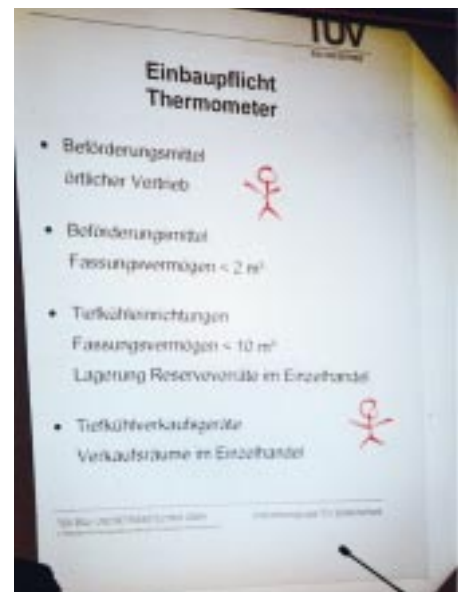 TÜV
Einbaupflicht
Thermometer
• Beförderungsmittel
örtlicher Vertrieb
• Beförderungsmittel
Fassungsvermögen < 2 m³
• Tiefkühleinrichtungen
Fassungsvermögen < 10 m³
Lagerung Reservevorräte im Einzelhandel
• Tiefkühlverkaufsgeräte
Verkaufsräume im Einzelhandel